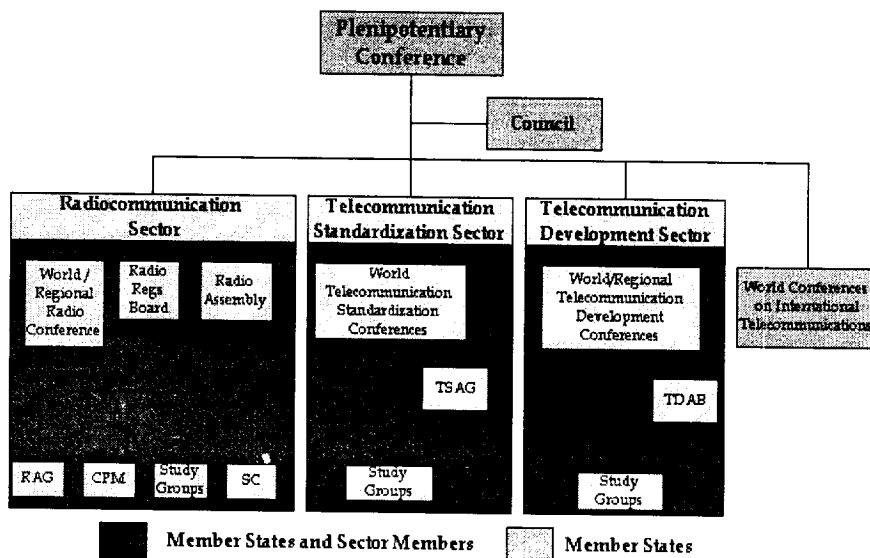 Plenipotentiary
Conference
Council
Radiocommunication
Sector
World /
Regional
Radio
Conference
Radio
Regs
Board
Radio
Assembly
RAG
CPM
Study
Groups
SC
Telecommunication
Standardization Sector
World
Telecommunication
Standardization
Conferences
TSAG
Study
Groups
Telecommunication
Development Sector
World/Regional
Telecommunication
Development
Conferences
TDAB
Study
Groups
World Conferences
on International
Telecommunications
Member States and Sector Members
Member States